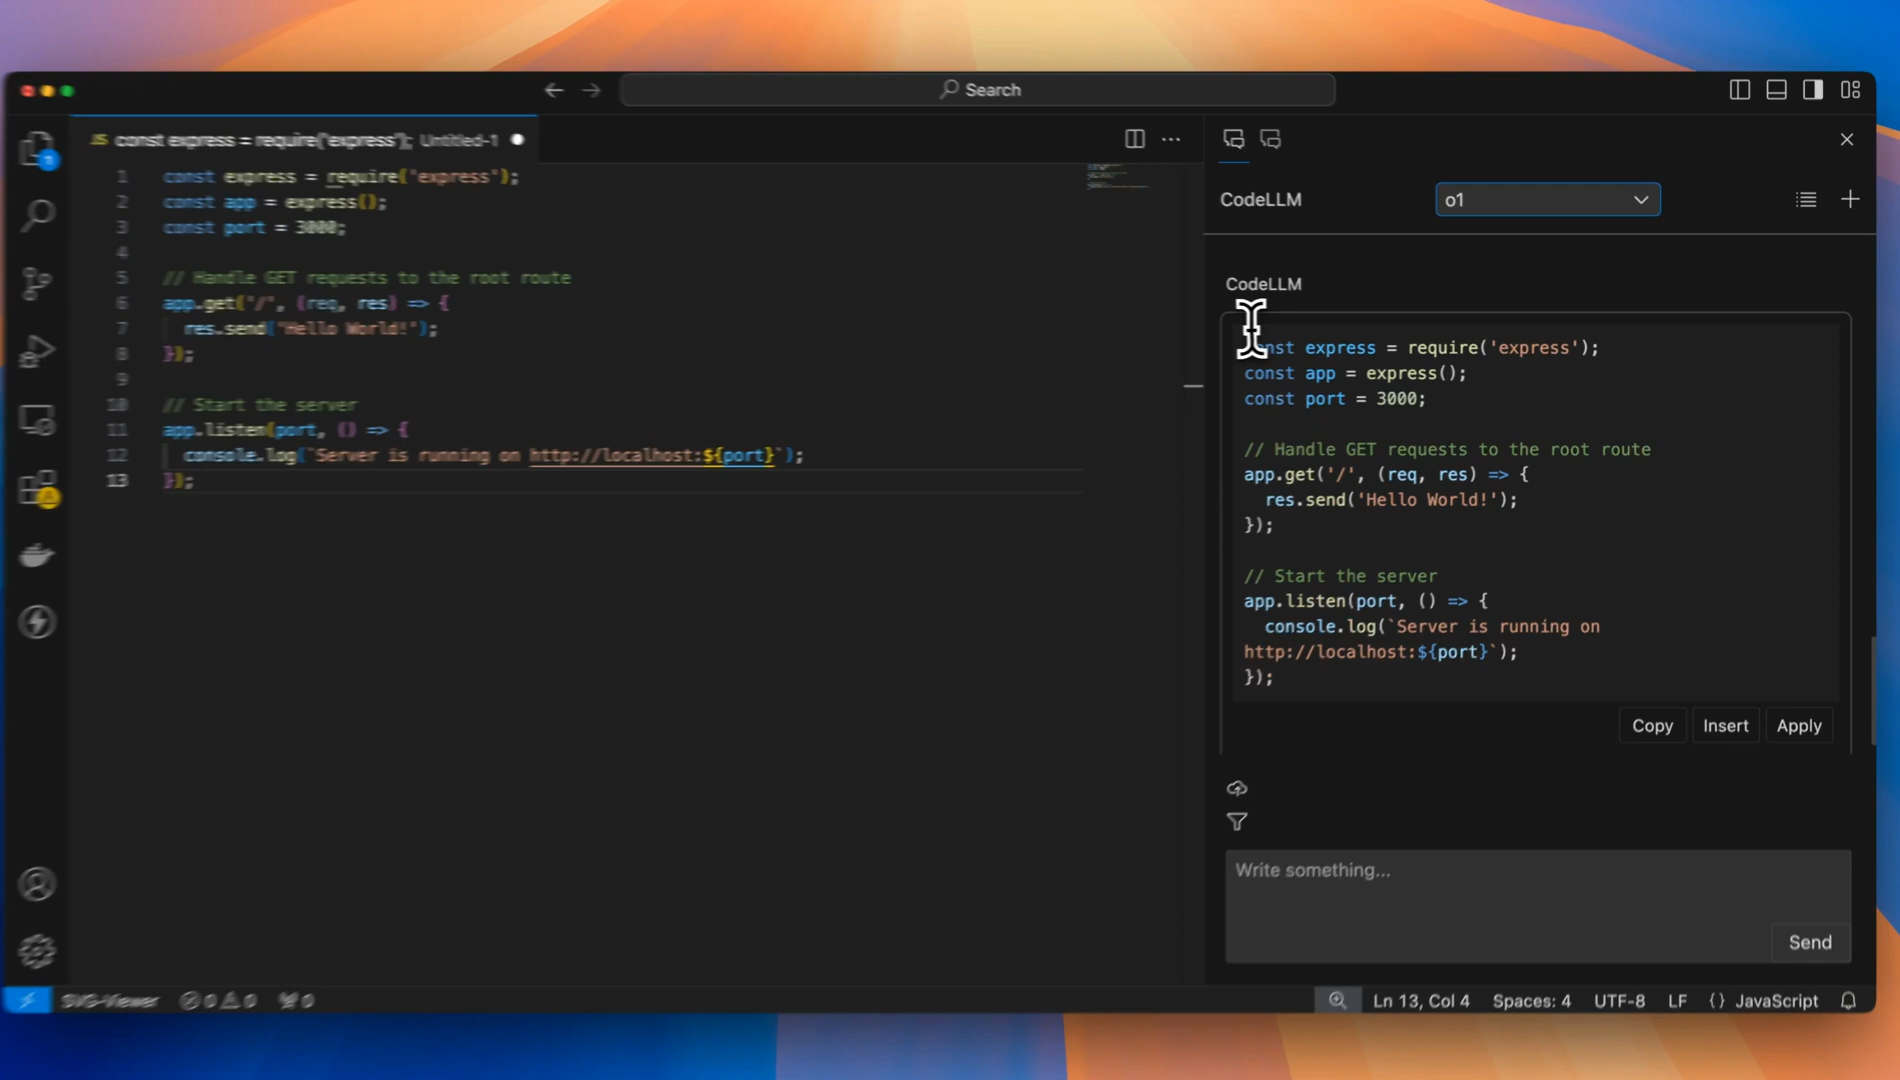 Search
JS const express = require('express'); Untitled-1
1 const express = require('express');
2 const app = express();
3 const port = 3000;
4
5 // Handle GET requests to the root route
6 app.get('/', (req, res) => {
7 res.send('Hello World!');
8 });
9
10 // Start the server
11 app.listen(port, () => {
12 console.log(`Server is running on http://localhost:${port}`);
13 });
CodeLLM
o1
CodeLLM
const express = require('express');
const app = express();
const port = 3000;
// Handle GET requests to the root route
app.get('/', (req, res) => {
res.send('Hello World!');
});
// Start the server
app.listen(port, () => {
console.log(`Server is running on
http://localhost:${port}`);
});
Copy Insert Apply
Write something...
Send
SVG-Viewer 0 0 0
Ln 13, Col 4 Spaces: 4 UTF-8 LF {} JavaScript